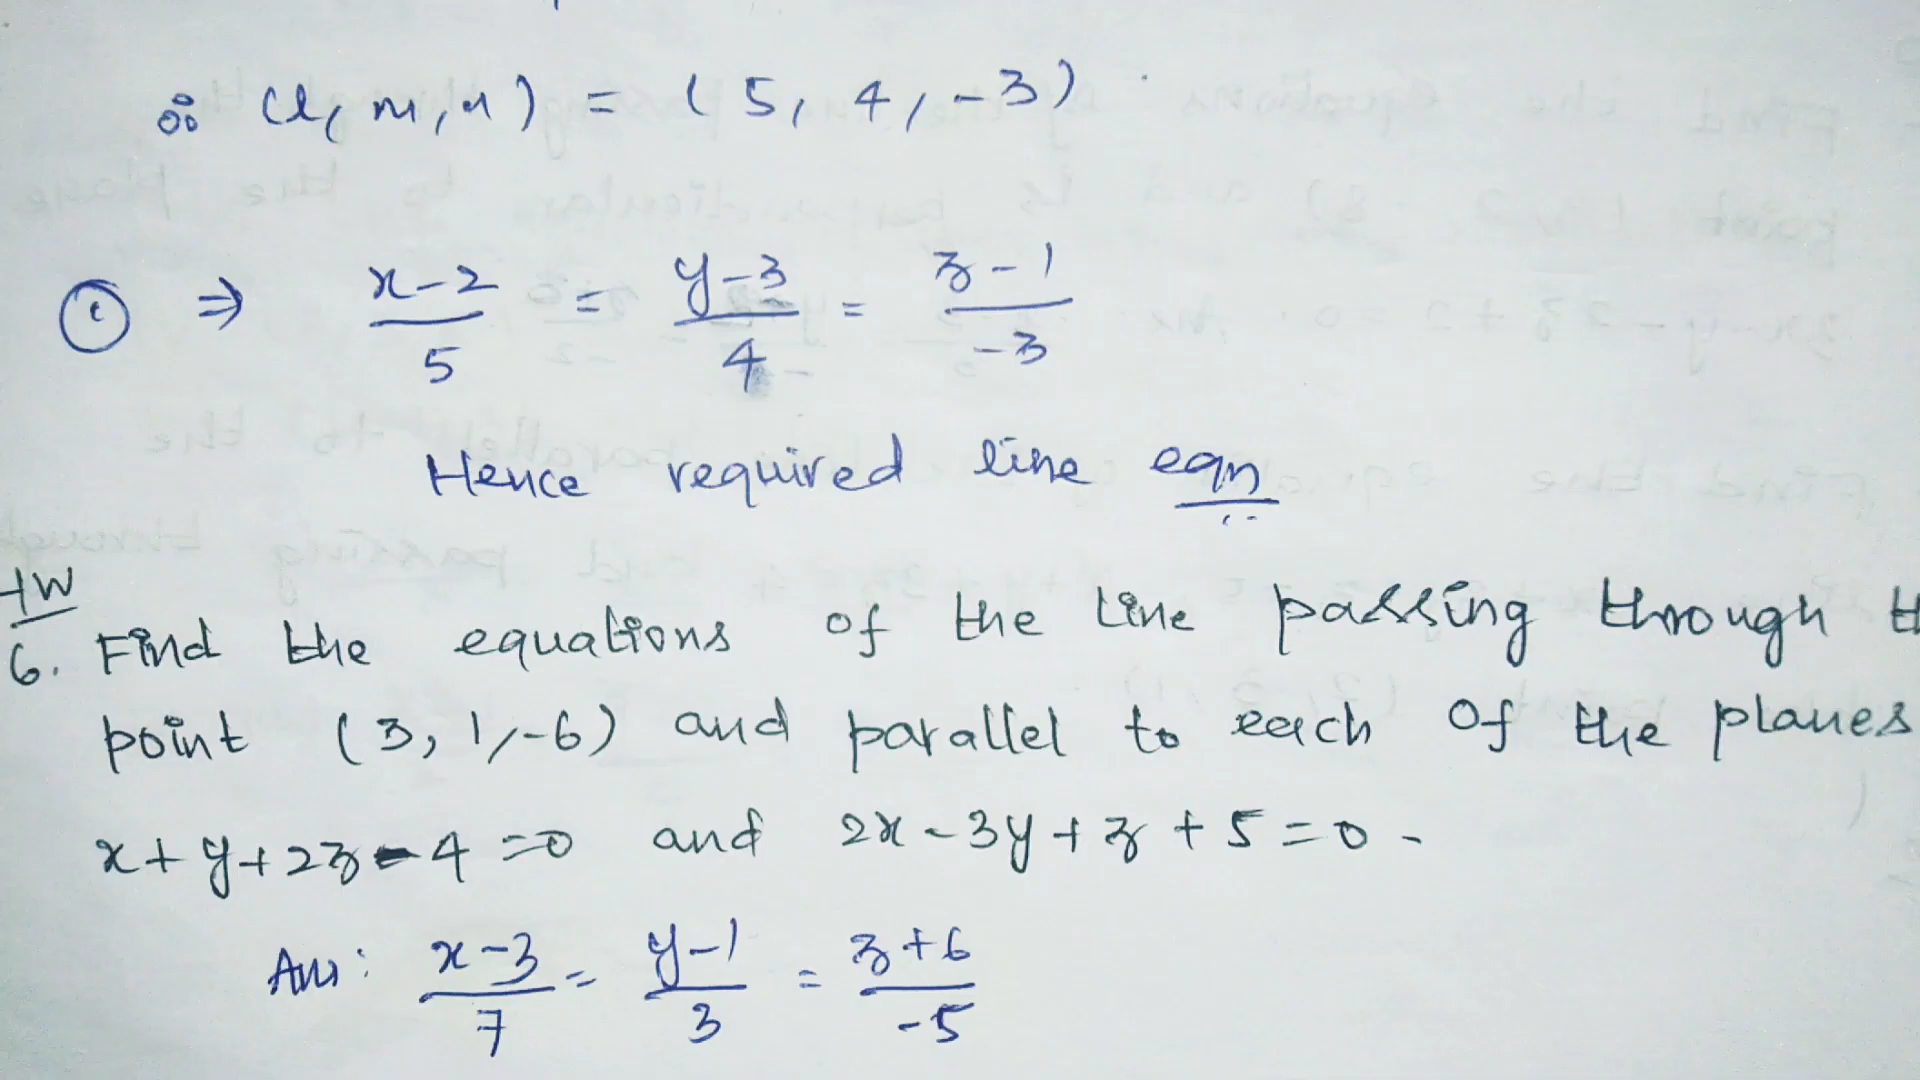 ∴ (l, m, n) = (5, 4, -3)
① ⇒ x-2/5 = y-3/4 = z-1/-3
Hence required line eqn
HW
6. Find the equations of the line passing through
point (3, 1, -6) and parallel to each of the planes
x+y+2z-4=0 and 2x-3y+z+5=0.
Ans: x-3/7 = y-1/3 = z+6/-5